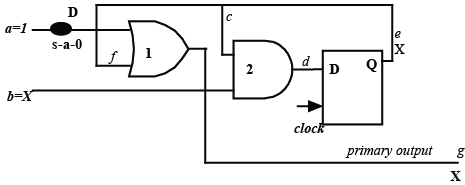 D
c
a=1
e
s-a-0
f
1
X
2
d
D
Q
b=X
clock
primary output
g
X